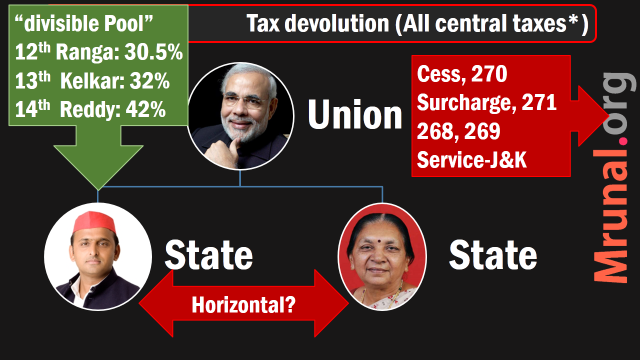 Tax devolution (All central taxes*)
“divisible Pool”
12th Ranga: 30.5%
13th Kelkar: 32%
14th Reddy: 42%
Union
Cess, 270
Surcharge, 271
268, 269
Service-J&K
State
State
Horizontal?
Mrunal.org